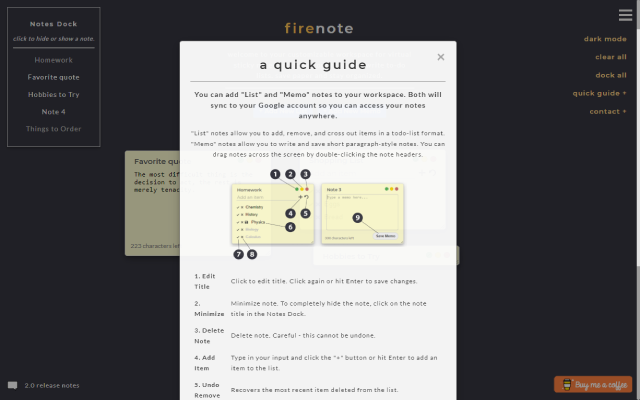 Notes Dock
click to hide or show a note.
Homework
Favorite quote
Hobbies to Try
Note 4
Things to Order
firenote
dark mode
clear all
dock all
quick guide +
contact +
×
a quick guide
You can add "List" and "Memo" notes to your workspace. Both will
sync to your Google account so you can access your notes
anywhere.
"List" notes allow you to add, remove, and cross out items in a todo-list format.
"Memo" notes allow you to write and save short paragraph-style notes. You can
drag notes across the screen by double-clicking the note headers.
Favorite quo
The most diff
decision to
merely tenac
222 characters left
1 2 3
Homework
Chemistry
History
Physics
4 5 6 7 8
Note 3
Type a memo here...
9
Save Memo
1. Edit Title
Click to edit title. Click again or hit Enter to save changes.
2. Minimize
Minimize note. To completely hide the note, click on the note
title in the Notes Dock.
3. Delete Note
Delete note. Careful - this cannot be undone.
4. Add Item
Type in your input and click the "+" button or hit Enter to add an
item to the list.
5. Undo Remove
Recovers the most recent item deleted from the list.
2.0 release notes
Buy me a coffee